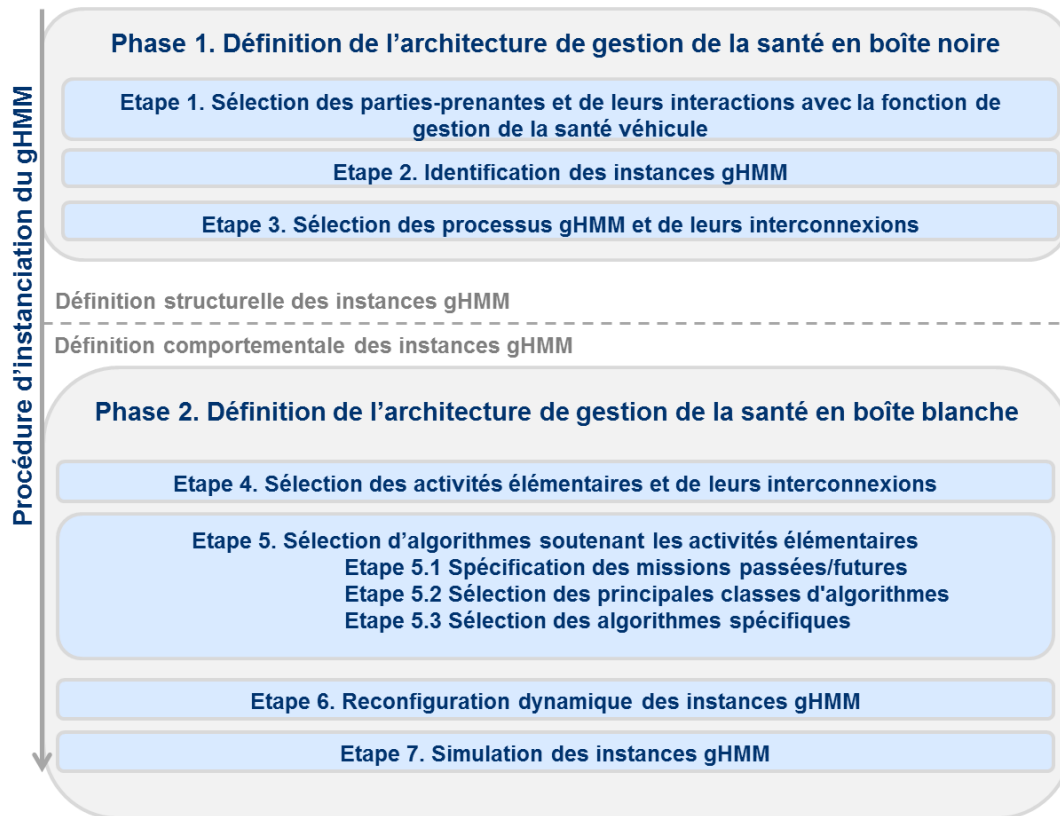 Procédure d'instanciation du gHMM
Phase 1. Définition de l'architecture de gestion de la santé en boîte noire
Etape 1. Sélection des parties-prenantes et de leurs interactions avec la fonction de
gestion de la santé véhicule
Etape 2. Identification des instances gHMM
Etape 3. Sélection des processus gHMM et de leurs interconnexions
Définition structurelle des instances gHMM
Définition comportementale des instances gHMM
Phase 2. Définition de l'architecture de gestion de la santé en boîte blanche
Etape 4. Sélection des activités élémentaires et de leurs interconnexions
Etape 5. Sélection d'algorithmes soutenant les activités élémentaires
Etape 5.1 Spécification des missions passées/futures
Etape 5.2 Sélection des principales classes d'algorithmes
Etape 5.3 Sélection des algorithmes spécifiques
Etape 6. Reconfiguration dynamique des instances gHMM
Etape 7. Simulation des instances gHMM